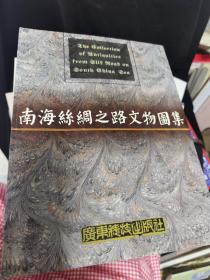 The Collection
of Antiquities
from Silk Road on
South China Sea
南海絲綢之路文物圖集
廣東科技出版社